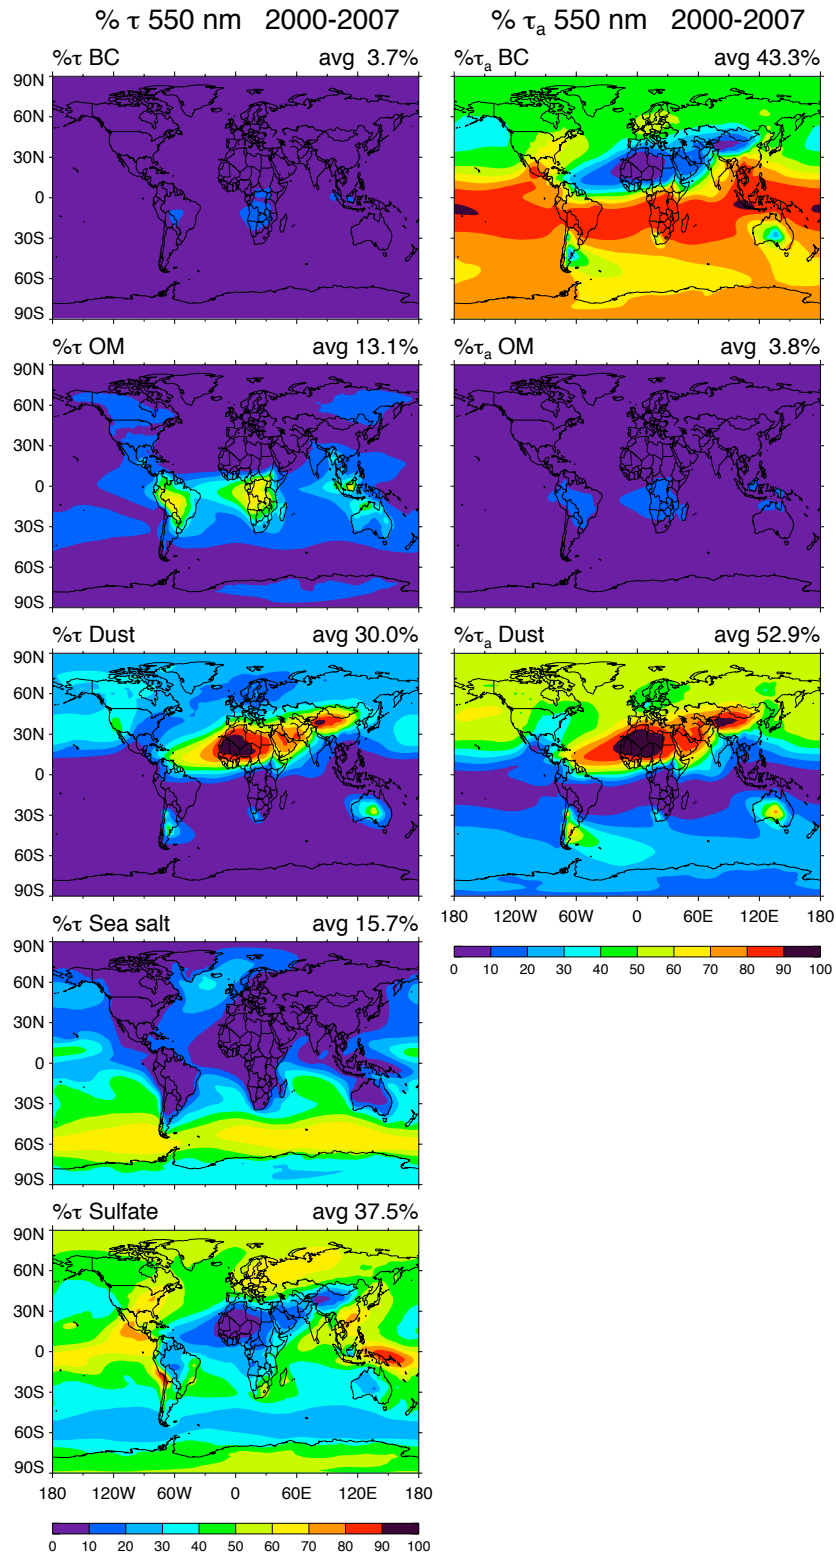 % τ 550 nm 2000-2007
% τa 550 nm 2000-2007
%τ BC avg 3.7%
%τa BC avg 43.3%
90N
60N
30N
0
30S
60S
90S
%τ OM avg 13.1%
%τa OM avg 3.8%
90N
60N
30N
0
30S
60S
90S
%τ Dust avg 30.0%
%τa Dust avg 52.9%
90N
60N
30N
0
30S
60S
90S
180 120W 60W 0 60E 120E 180
0 10 20 30 40 50 60 70 80 90 100
%τ Sea salt avg 15.7%
90N
60N
30N
0
30S
60S
90S
%τ Sulfate avg 37.5%
90N
60N
30N
0
30S
60S
90S
180 120W 60W 0 60E 120E 180
0 10 20 30 40 50 60 70 80 90 100